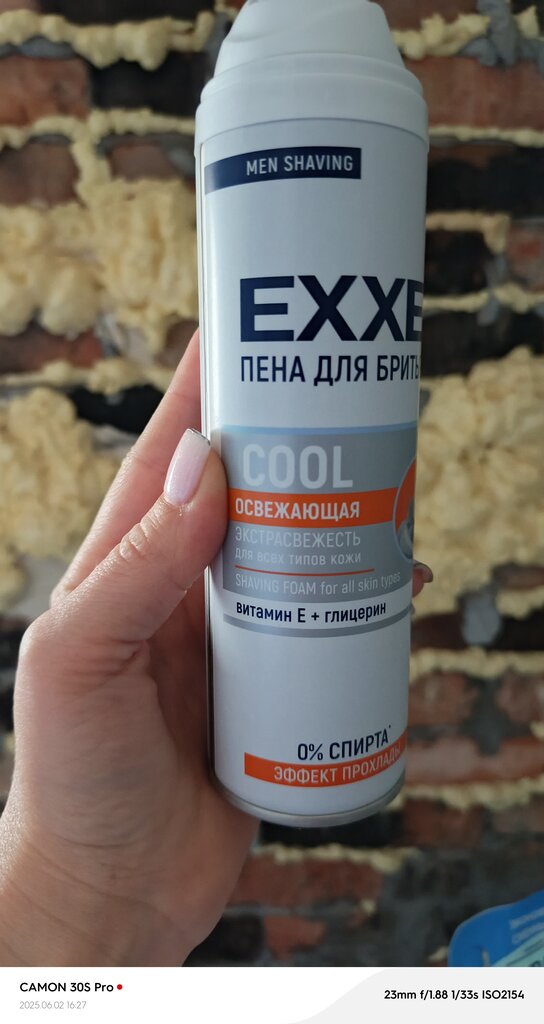 MEN SHAVING
EXXE
ПЕНА ДЛЯ БРИТЬ
COOL
ОСВЕЖАЮЩАЯ
ЭКСТРАСВЕЖЕСТЬ
для всех типов кожи
SHAVING FOAM for all skin types
витамин Е + глицерин
0% СПИРТА*
ЭФФЕКТ ПРОХЛАДЫ
CAMON 30S Pro
2025.06.02 16:27
23mm f/1.88 1/33s ISO2154